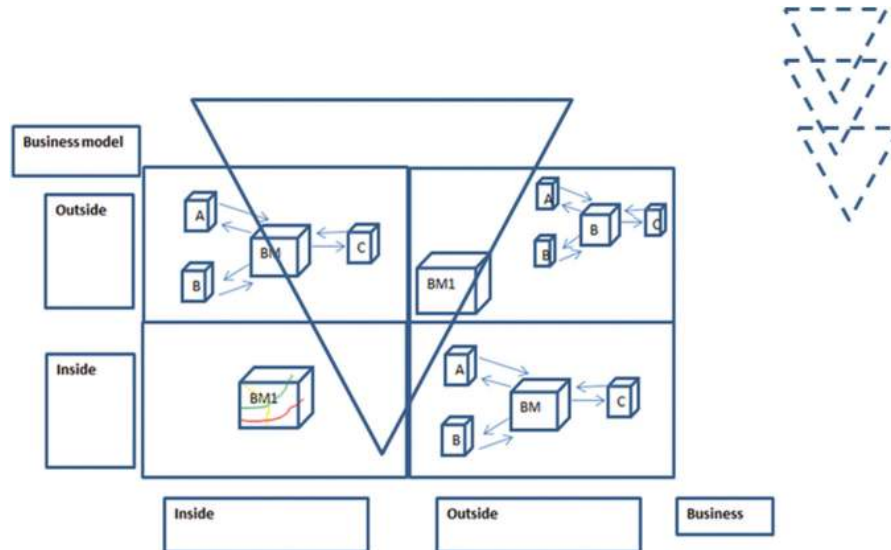 Business model
Outside
A
BM
C
B
A
B
C
B
BM1
Inside
BM1
A
BM
C
B
Inside
Outside
Business